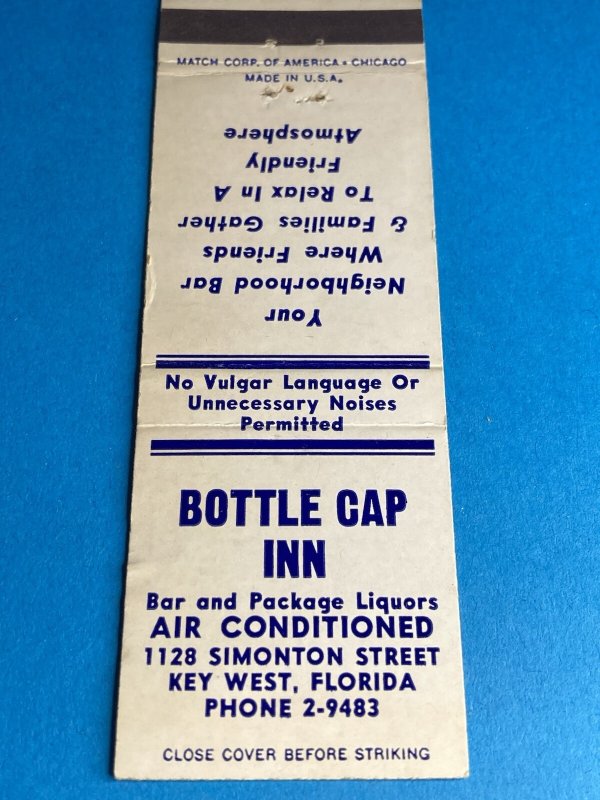 MATCH CORP. OF AMERICA • CHICAGO
MADE IN U.S.A.
Your
Neighborhood Bar
Where Friends
& Families Gather
To Relax In A
Friendly
Atmosphere
No Vulgar Language Or
Unnecessary Noises
Permitted
BOTTLE CAP
INN
Bar and Package Liquors
AIR CONDITIONED
1128 SIMONTON STREET
KEY WEST, FLORIDA
PHONE 2-9483
CLOSE COVER BEFORE STRIKING